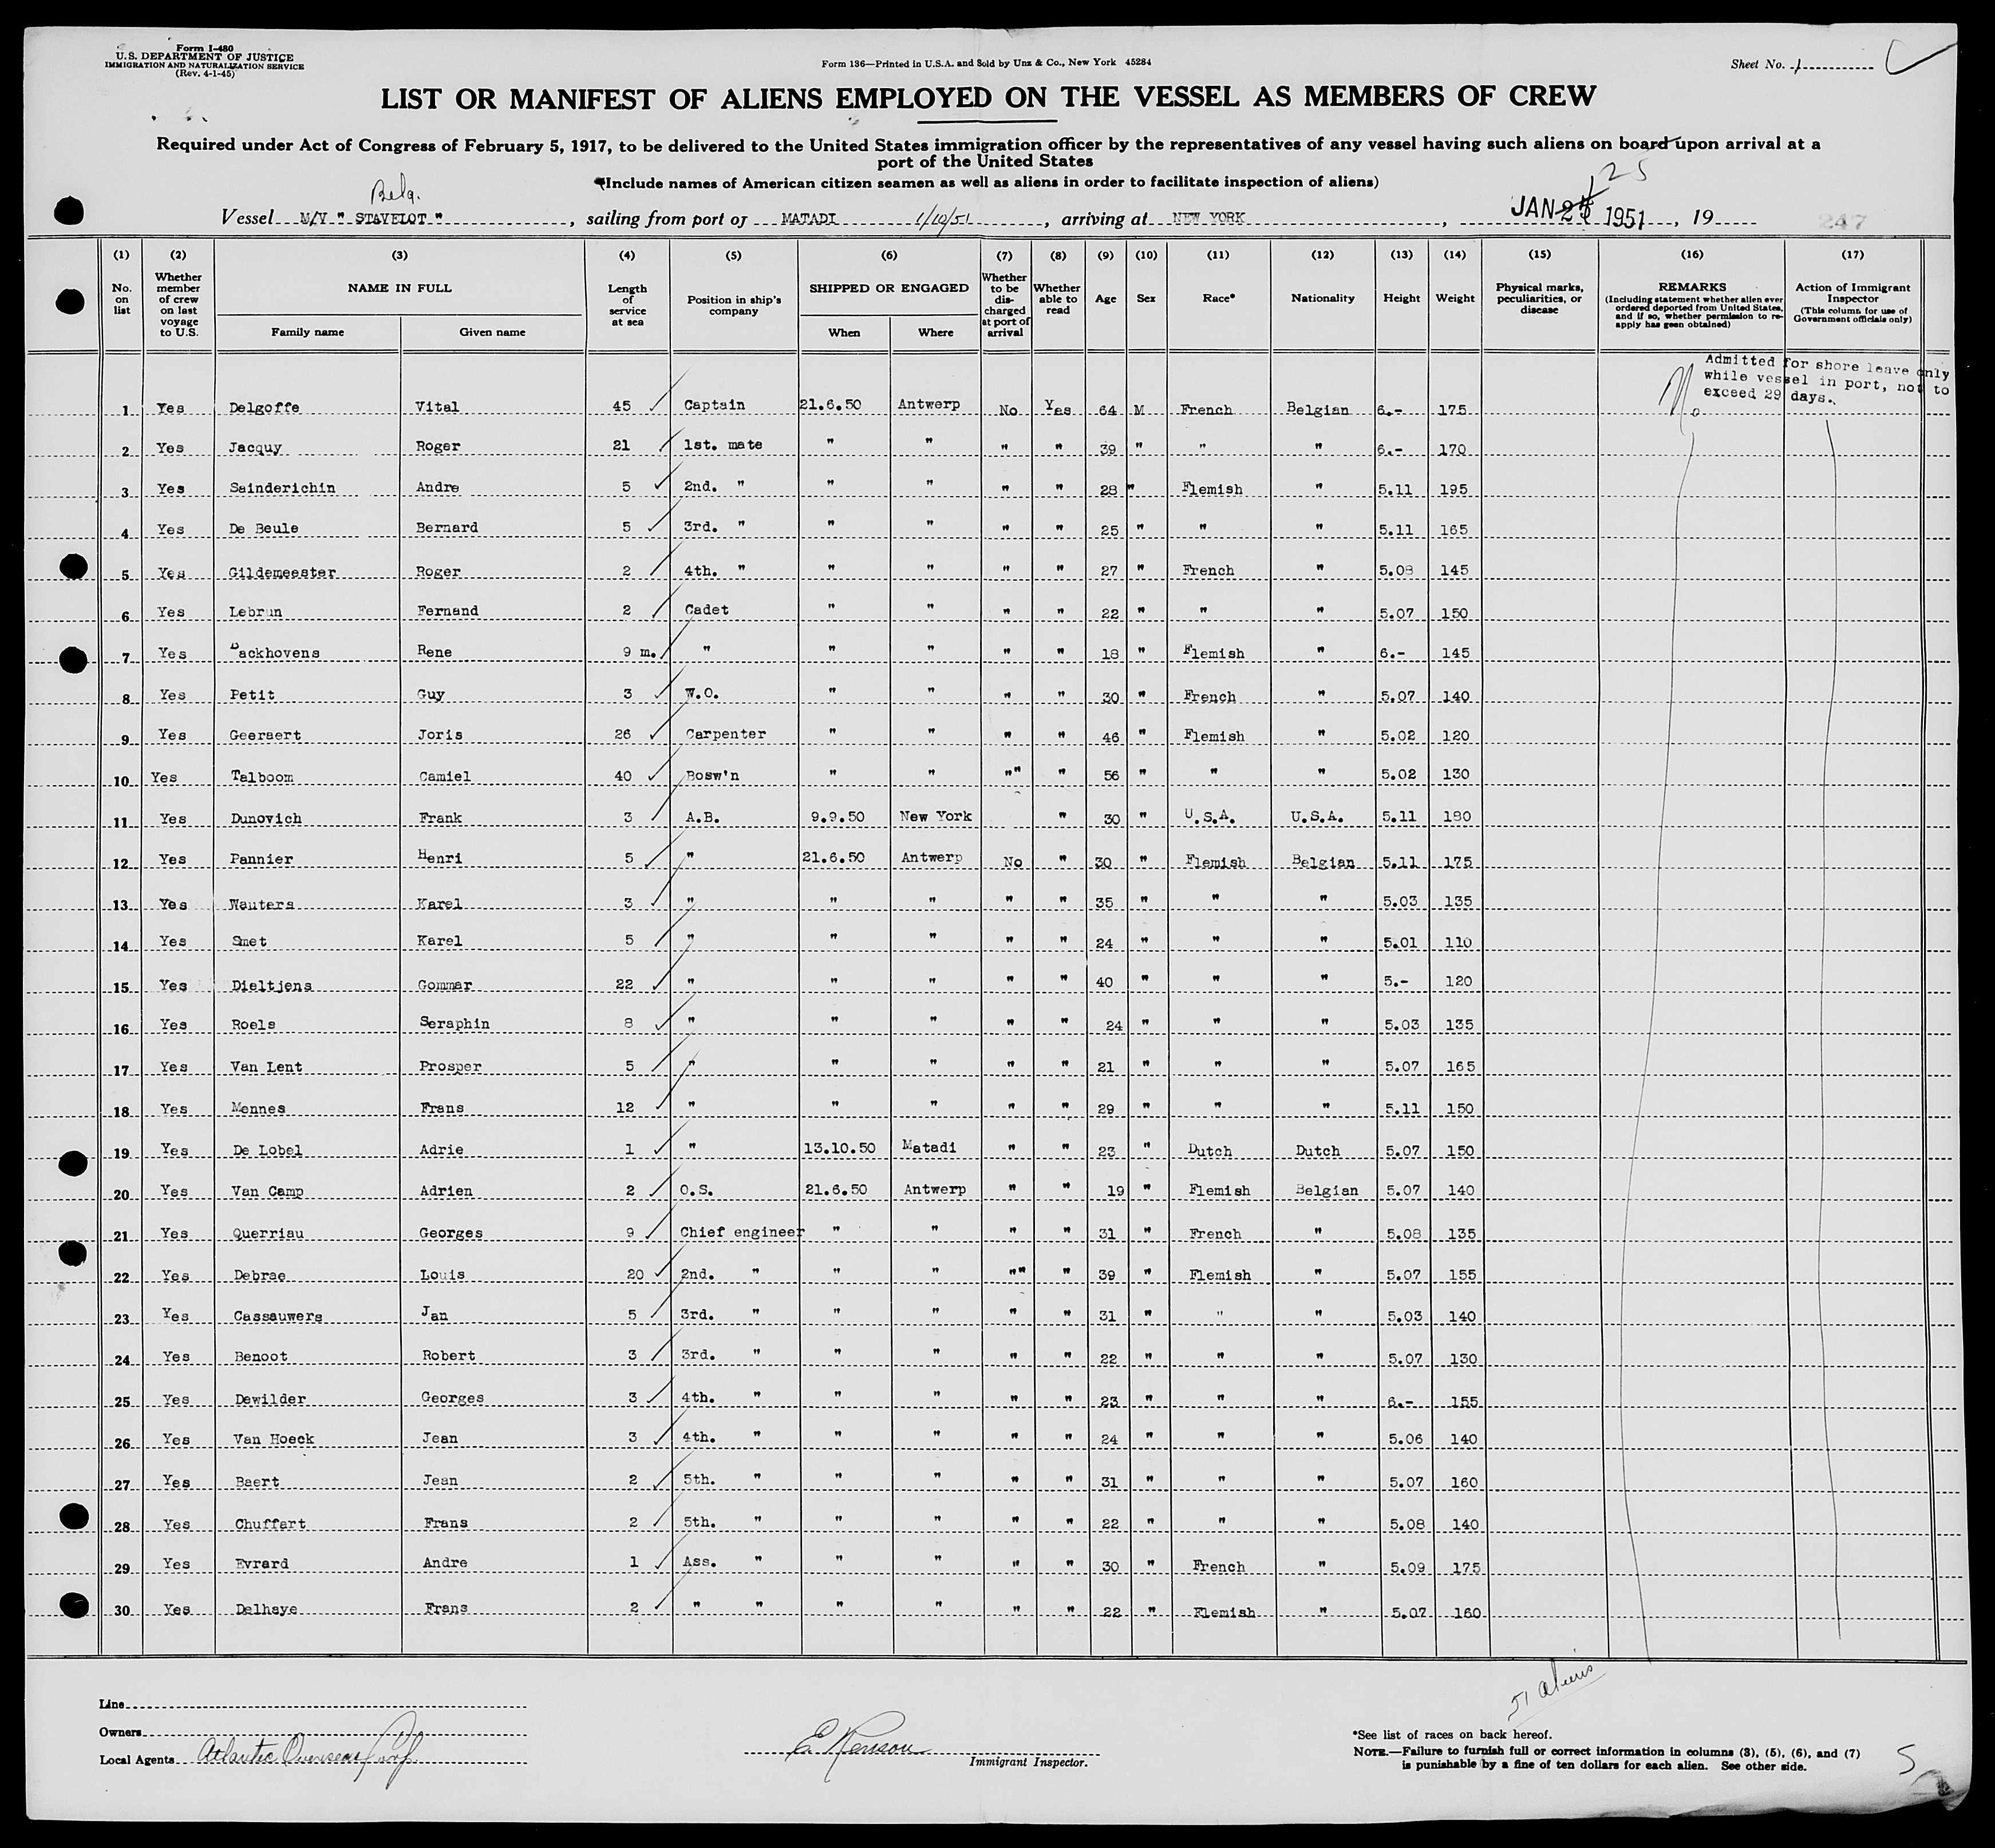 Form I-480
U.S. DEPARTMENT OF JUSTICE
IMMIGRATION AND NATURALIZATION SERVICE
(Rev. 4-1-45)
Form 136—Printed in U.S.A. and Sold by Unz & Co., New York 45284
Sheet No. 1
LIST OR MANIFEST OF ALIENS EMPLOYED ON THE VESSEL AS MEMBERS OF CREW
Required under Act of Congress of February 5, 1917, to be delivered to the United States immigration officer by the representatives of any vessel having such aliens on board upon arrival at a
port of the United States
(Include names of American citizen seamen as well as aliens in order to facilitate inspection of aliens)
Belg.
25
Vessel M/V " STAVELOT ", sailing from port of MATADI 1/10/51, arriving at NEW YORK, JAN 1951, 19
247
(1) (2) (3) (4) (5) (6) (7) (8) (9) (10) (11) (12) (13) (14) (15) (16) (17)
No. on list
Whether member of crew on last voyage to U.S.
NAME IN FULL
Family name
Given name
Length of service at sea
Position in ship's company
SHIPPED OR ENGAGED
When
Where
Whether to be discharged at port of arrival
Whether able to read
Age
Sex
Race*
Nationality
Height
Weight
Physical marks, peculiarities, or disease
REMARKS
(Including statement whether alien ever ordered deported from United States, and if so, whether permission to re-apply has geen obtained)
Action of Immigrant Inspector
(This column for use of Government officials only)
Admitted for shore leave only
while vessel in port, not to
exceed 29 days.
1 Yes Delgoffe Vital 45 Captain 21.6.50 Antwerp No Yes 64 M French Belgian 6.- 175
2 Yes Jacquy Roger 21 1st. mate " " " " 39 " " " 6.- 170
3 Yes Sainderichin Andre 5 2nd. " " " " " 28 " Flemish " 5.11 195
4 Yes De Beule Bernard 5 3rd. " " " " " 25 " " " 5.11 165
5 Yes Gildemeester Roger 2 4th. " " " " " 27 " French " 5.08 145
6 Yes Lebrun Fernand 2 Cadet " " " " 22 " " " 5.07 150
7 Yes Backhovens Rene 9 m. " " " " " 18 " Flemish " 6.- 145
8 Yes Petit Guy 3 W.O. " " " " 30 " French " 5.07 140
9 Yes Geeraert Joris 26 Carpenter " " " " 46 " Flemish " 5.02 120
10 Yes Talboom Camiel 40 Bosw'n " " "" " 56 " " " 5.02 130
11 Yes Dunovich Frank 3 A.B. 9.9.50 New York " 30 " U.S.A. U.S.A. 5.11 180
12 Yes Pannier Henri 5 " 21.6.50 Antwerp No " 30 " Flemish Belgian 5.11 175
13 Yes Wauters Karel 3 " " " " " 35 " " " 5.03 135
14 Yes Smet Karel 5 " " " " " 24 " " " 5.01 110
15 Yes Dieltjens Gommar 22 " " " " " 40 " " " 5.- 120
16 Yes Roels Seraphin 8 " " " " " 24 " " " 5.03 135
17 Yes Van Lent Prosper 5 " " " " " 21 " " " 5.07 165
18 Yes Mennes Frans 12 " " " " " 29 " " " 5.11 150
19 Yes De Lobel Adrie 1 " 13.10.50 Matadi " " 23 " Dutch Dutch 5.07 150
20 Yes Van Camp Adrien 2 O.S. 21.6.50 Antwerp " " 19 " Flemish Belgian 5.07 140
21 Yes Querriau Georges 9 Chief engineer " " " " 31 " French " 5.08 135
22 Yes Debrae Louis 20 2nd. " " " "" " 39 " Flemish " 5.07 155
23 Yes Cassauwers Jan 5 3rd. " " " " " 31 " " " 5.03 140
24 Yes Benoot Robert 3 3rd. " " " " " 22 " " " 5.07 130
25 Yes Dewilder Georges 3 4th. " " " " " 23 " " " 6.- 155
26 Yes Van Hoeck Jean 3 4th. " " " " " 24 " " " 5.06 140
27 Yes Baert Jean 2 5th. " " " " " 31 " " " 5.07 160
28 Yes Chuffart Frans 2 5th. " " " " " 22 " " " 5.08 140
29 Yes Evrard Andre 1 Ass. " " " " " 30 " French " 5.09 175
30 Yes Delhaye Frans 2 " " " " " " 22 " Flemish " 5.07 160
51 aliens
Line
Owners
Local Agents Atlantic Overseas
Immigrant Inspector.
*See list of races on back hereof.
NOTE.—Failure to furnish full or correct information in columns (3), (5), (6), and (7)
is punishable by a fine of ten dollars for each alien. See other side.
5